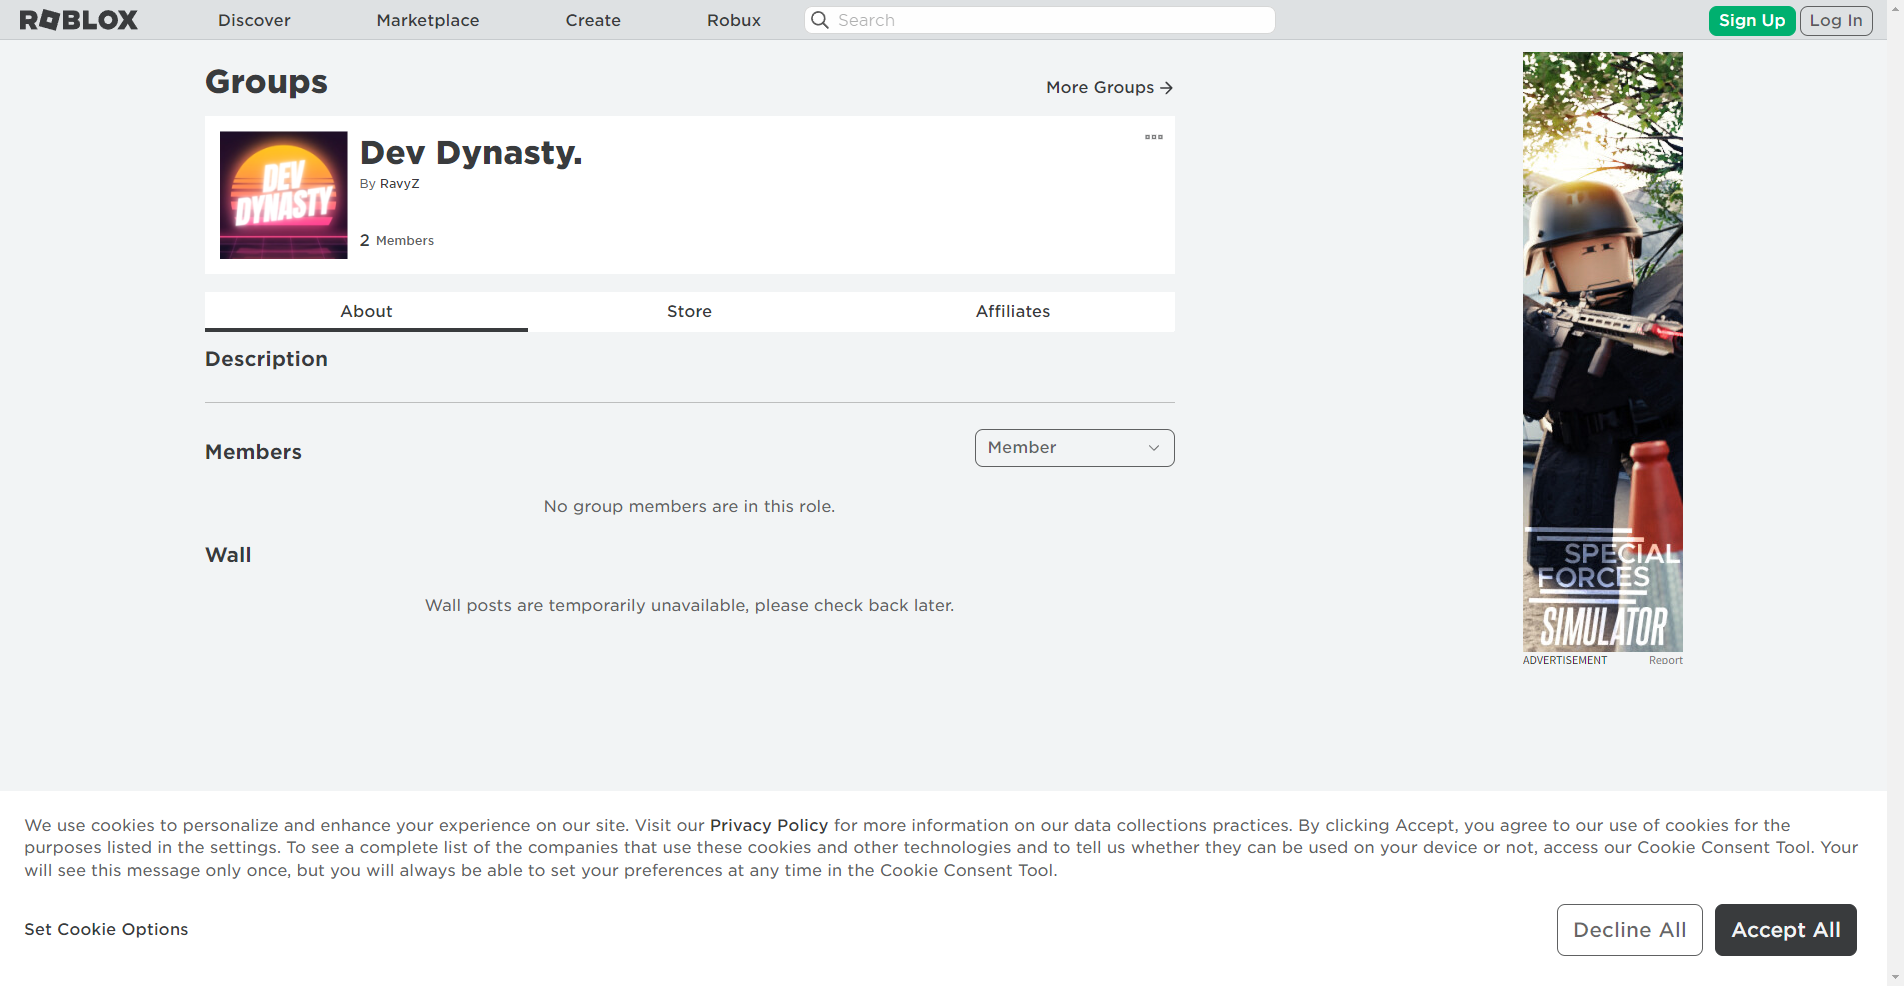 ROBLOX
Discover
Marketplace
Create
Robux
Search
Sign Up
Log In
Groups
More Groups
DEV
DYNASTY
Dev Dynasty.
By RavyZ
2 Members
About
Store
Affiliates
Description
Members
Member
No group members are in this role.
Wall
Wall posts are temporarily unavailable, please check back later.
SPECIAL
FORCES
SIMULATOR
ADVERTISEMENT
Report
We use cookies to personalize and enhance your experience on our site. Visit our Privacy Policy for more information on our data collections practices. By clicking Accept, you agree to our use of cookies for the
purposes listed in the settings. To see a complete list of the companies that use these cookies and other technologies and to tell us whether they can be used on your device or not, access our Cookie Consent Tool. Your
will see this message only once, but you will always be able to set your preferences at any time in the Cookie Consent Tool.
Set Cookie Options
Decline All
Accept All